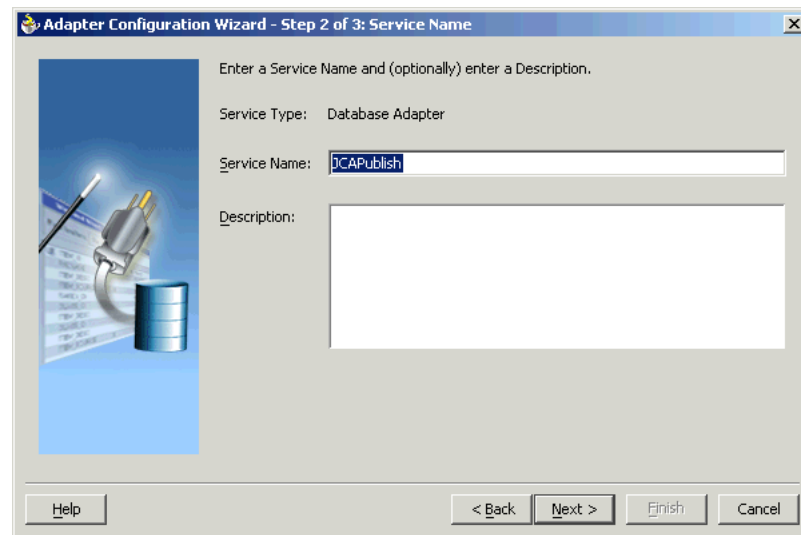 Adapter Configuration Wizard - Step 2 of 3: Service Name
Enter a Service Name and (optionally) enter a Description.
Service Type: Database Adapter
Service Name: JCAPublish
Description:
Help
< Back
Next >
Finish
Cancel